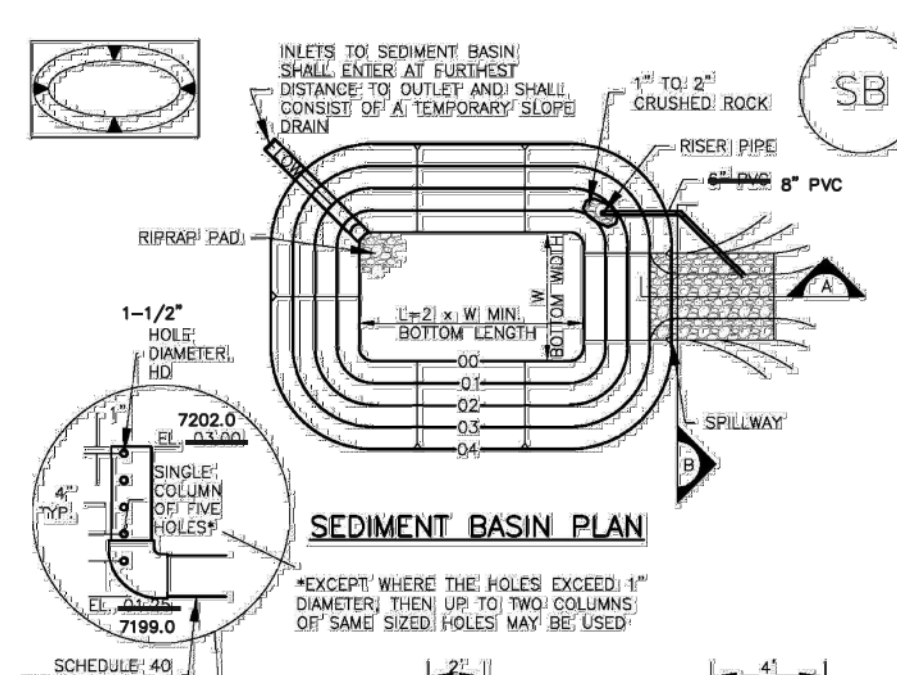 INLETS TO SEDIMENT BASIN
SHALL ENTER AT FURTHEST
DISTANCE TO OUTLET AND SHALL
CONSIST OF A TEMPORARY SLOPE
DRAIN
1" TO 2"
CRUSHED ROCK
SB
RISER PIPE
6" PVC 8" PVC
RIPRAP PAD
W
BOTTOM WIDTH
L=2 x W MIN.
BOTTOM LENGTH
A
00
01
02
03
04
SPILLWAY
B
1-1/2"
HOLE
DIAMETER,
HD
1"
7202.0
EL. 03.00
SINGLE
COLUMN
OF FIVE
HOLES*
4"
TYP.
EL. 01.25
7199.0
SEDIMENT BASIN PLAN
*EXCEPT WHERE THE HOLES EXCEED 1"
DIAMETER, THEN UP TO TWO COLUMNS
OF SAME SIZED HOLES MAY BE USED
SCHEDULE 40
2'
4'